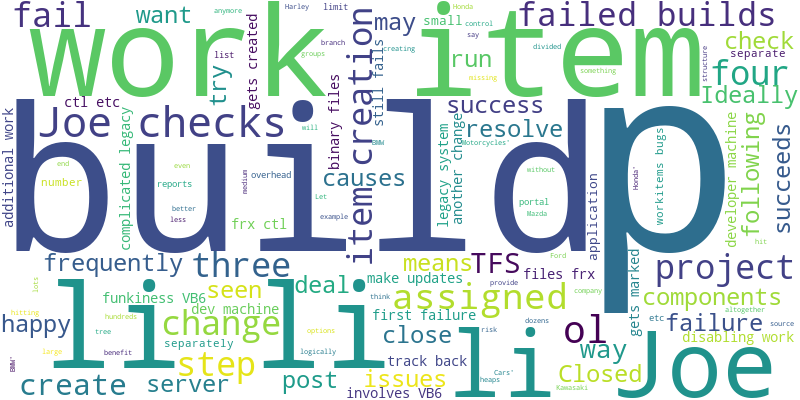 fail
want
anymore
Harley
limit
Honda
small
control
say
may
failed builds
work item
try
list
gets created
groups
branch
creating
run
divided
missing
something
check
separate
structure
four
Ideally
ctl etc
Joe checks
build
p
item creation
still fails
binary files
success
resolve
causes
additional work
complicated legacy
end
number
even
reports
better
less
will
medium
overhead
BMW
Let
example
frx ctl
legacy system
another change
Motorcycles'
without
portal
Mazda
application
workitems bugs
Honda'
developer machine
following
hit
succeeds
frequently
three
seen
deal
means
TFS
make updates
Ford
files frx
provide
company
project
gets marked
components
altogether
lots
hitting
funkiness VB6
dev machine
li li
assigned
think
first failure
options
happy
hundreds
tree
separately
change
close
ol
etc
failure
source
disabling work
way
risk
dozens
li
Joe
BMW'
large
benefit
logically
step
track back
issues
heaps
Cars'
Closed
Kawasaki
create
server
post
involves VB6